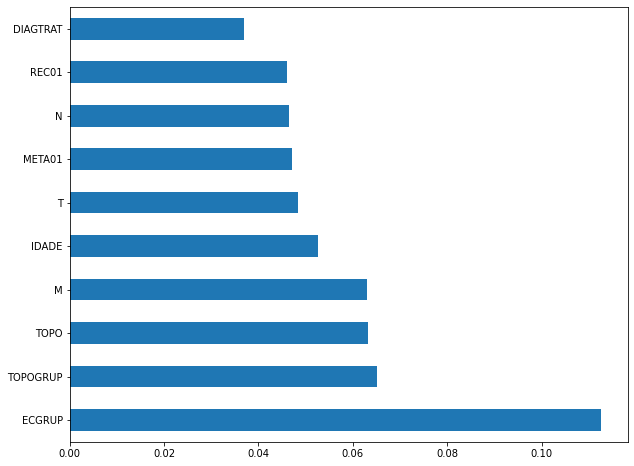 DIAGTRAT
REC01
N
META01
T
IDADE
M
TOPO
TOPOGRUP
ECGRUP
0.00 0.02 0.04 0.06 0.08 0.10